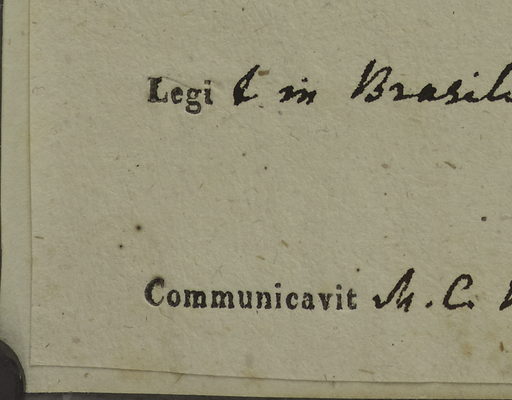 Legi t in Brasil
Communicavit M. C.